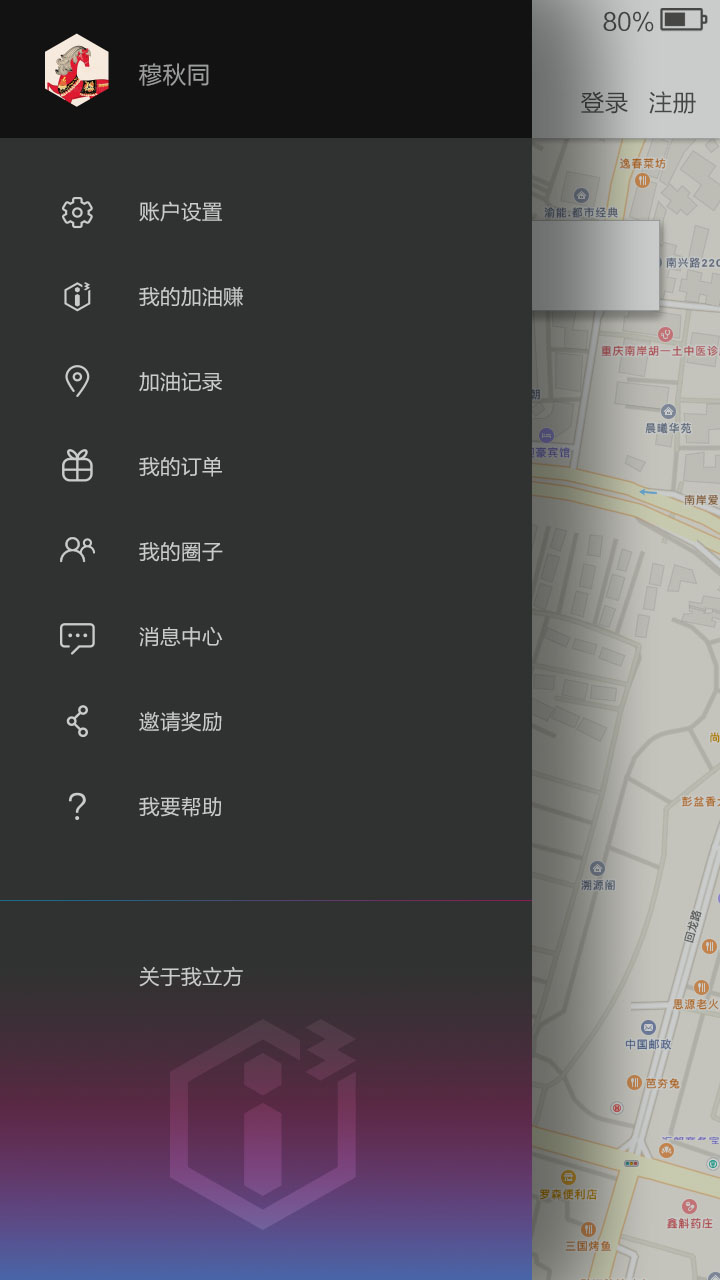 80%
穆秋同
登录 注册
账户设置
我的加油赚
加油记录
我的订单
我的圈子
消息中心
邀请奖励
我要帮助
关于我立方
逸春菜坊
渝能.都市经典
南兴路220
重庆南岸胡一土中医诊
晨曦华苑
豪宾馆
南岸爱
尚
彭盆香
溯源阁
回龙路
思源老火
中国邮政
芭夯兔
罗森便利店
鑫斛药庄
三国烤鱼